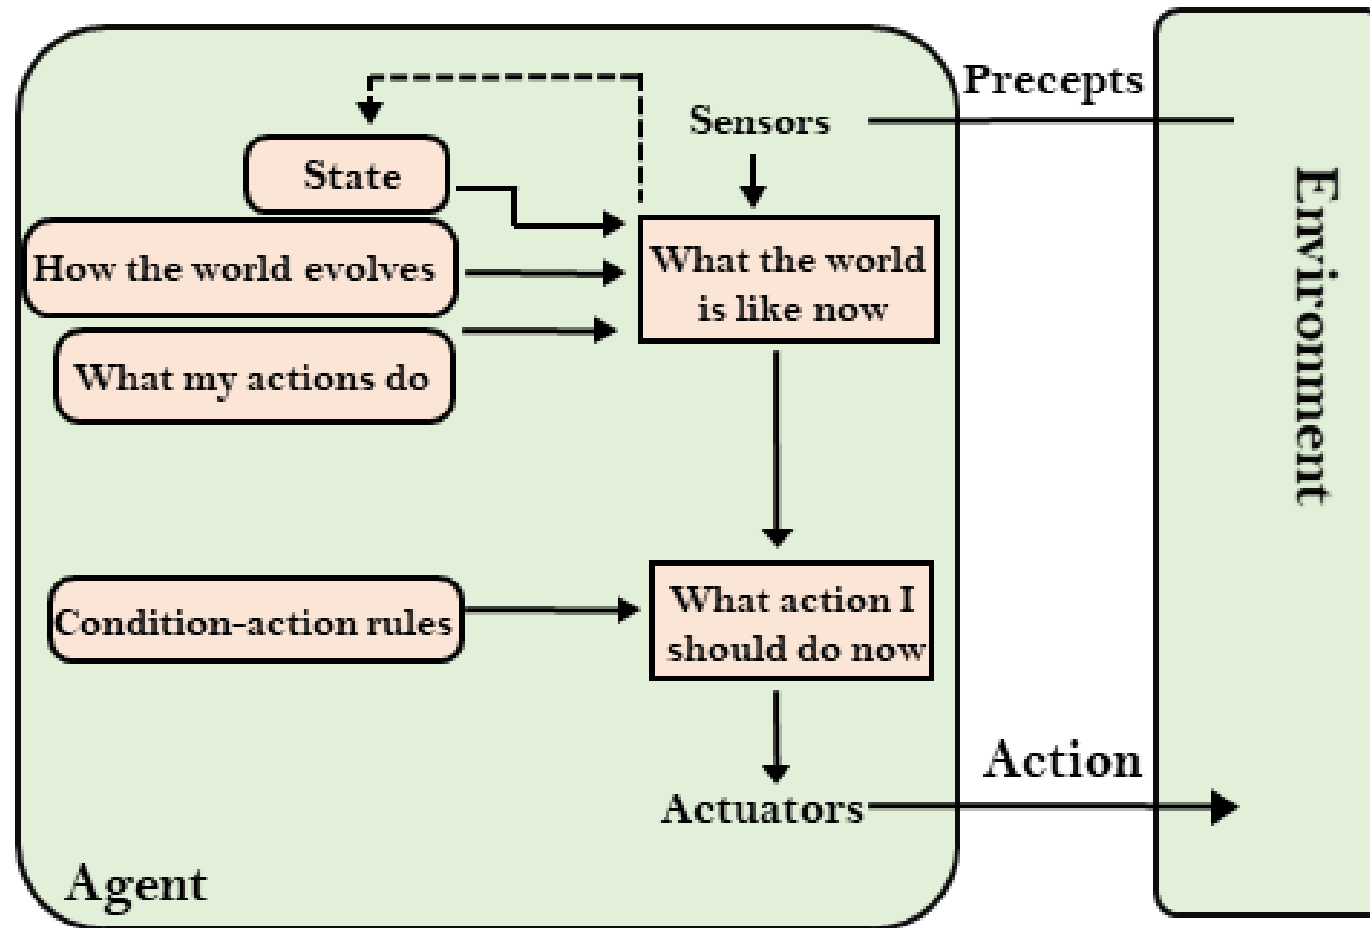 Precepts
Sensors
State
How the world evolves
What my actions do
What the world
is like now
Environment
Condition-action rules
What action I
should do now
Action
Actuators
Agent